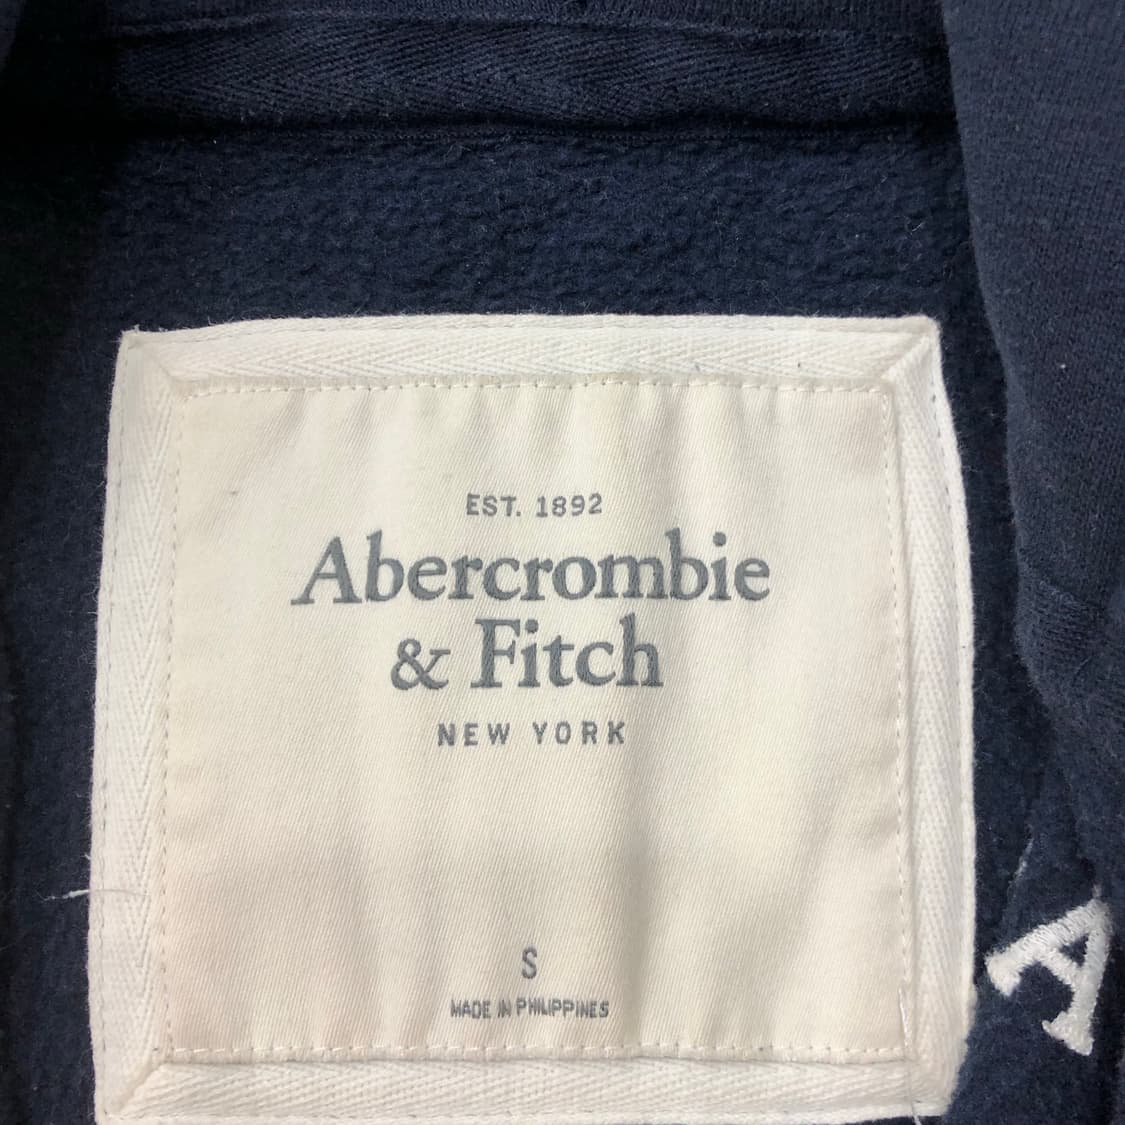 EST. 1892
Abercrombie
& Fitch
NEW YORK
S
MADE IN PHILIPPINES
A